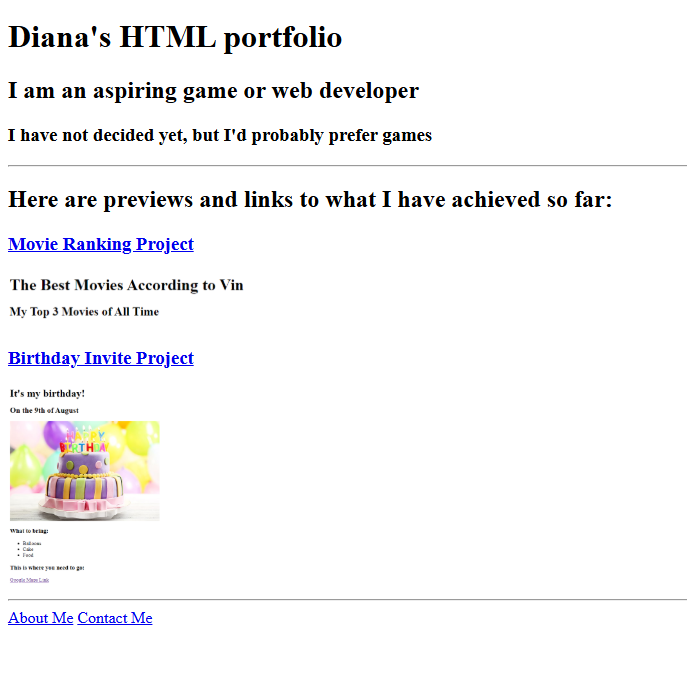 Diana's HTML portfolio
I am an aspiring game or web developer
I have not decided yet, but I'd probably prefer games
Here are previews and links to what I have achieved so far:
Movie Ranking Project
The Best Movies According to Vin
My Top 3 Movies of All Time
Birthday Invite Project
It's my birthday!
On the 9th of August
HAPPY
BIRTHDAY
What to bring:
Balloons
Cake
Food
This is where you need to go:
Google Maps Link
About Me Contact Me